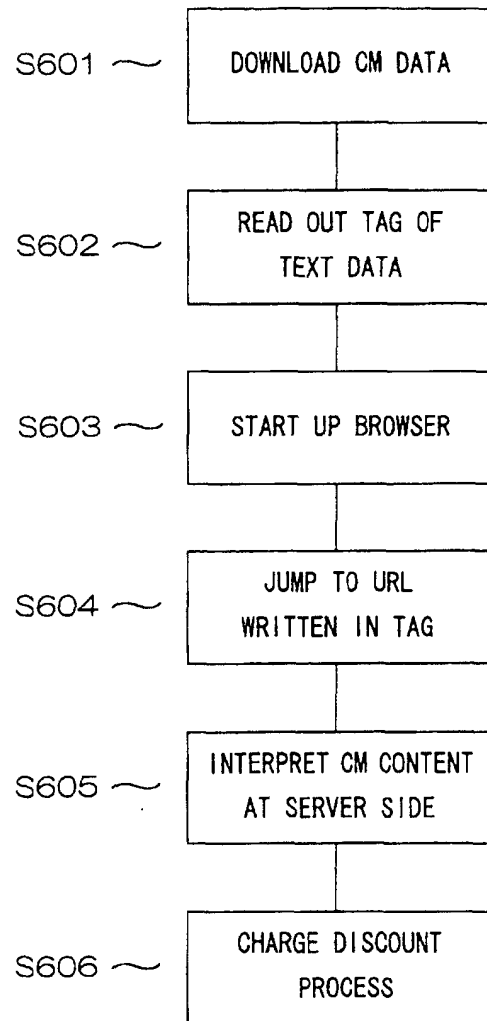 S601 ~ DOWNLOAD CM DATA
S602 ~ READ OUT TAG OF
TEXT DATA
S603 ~ START UP BROWSER
S604 ~ JUMP TO URL
WRITTEN IN TAG
S605 ~ INTERPRET CM CONTENT
AT SERVER SIDE
S606 ~ CHARGE DISCOUNT
PROCESS